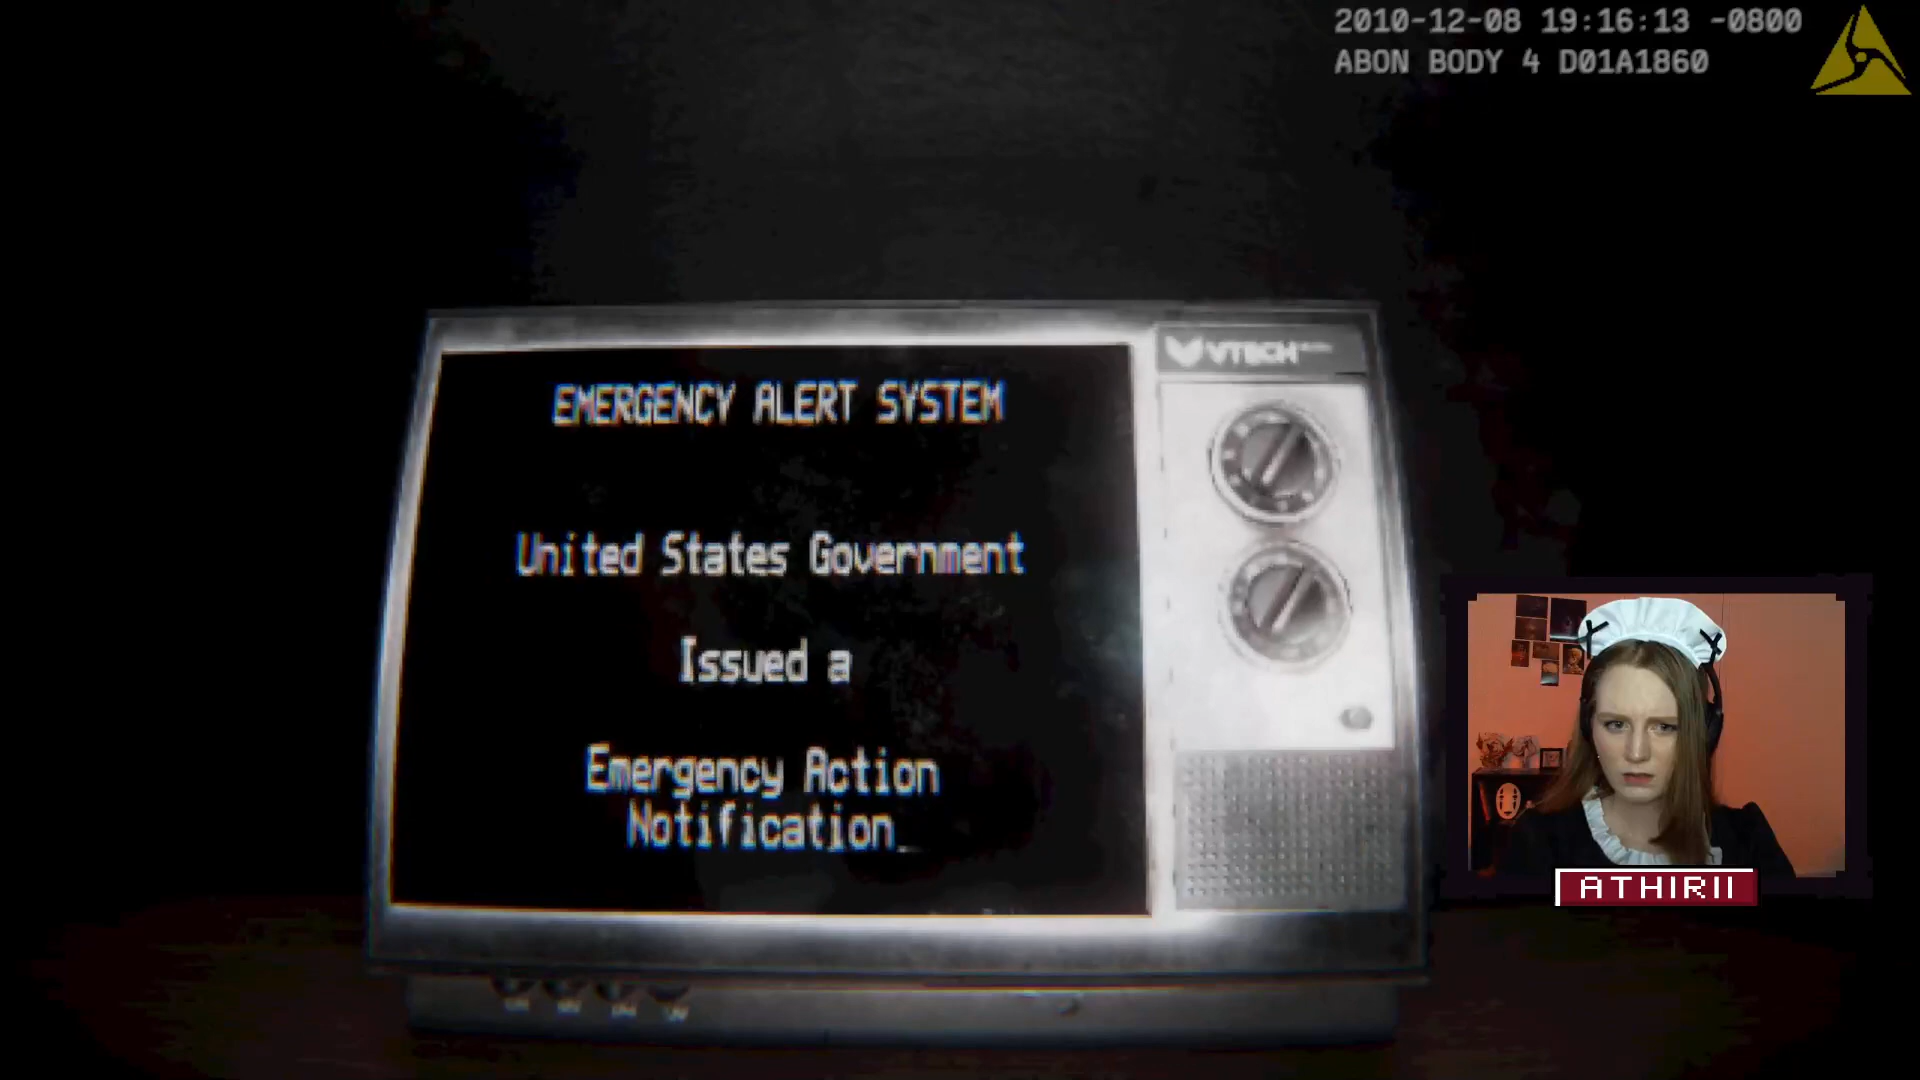 2010-12-08 19:16:13 -0800
ABON BODY 4 D01A1860
VTECH
EMERGENCY ALERT SYSTEM
United States Government
Issued a
Emergency Action
Notification_
ATHIRII